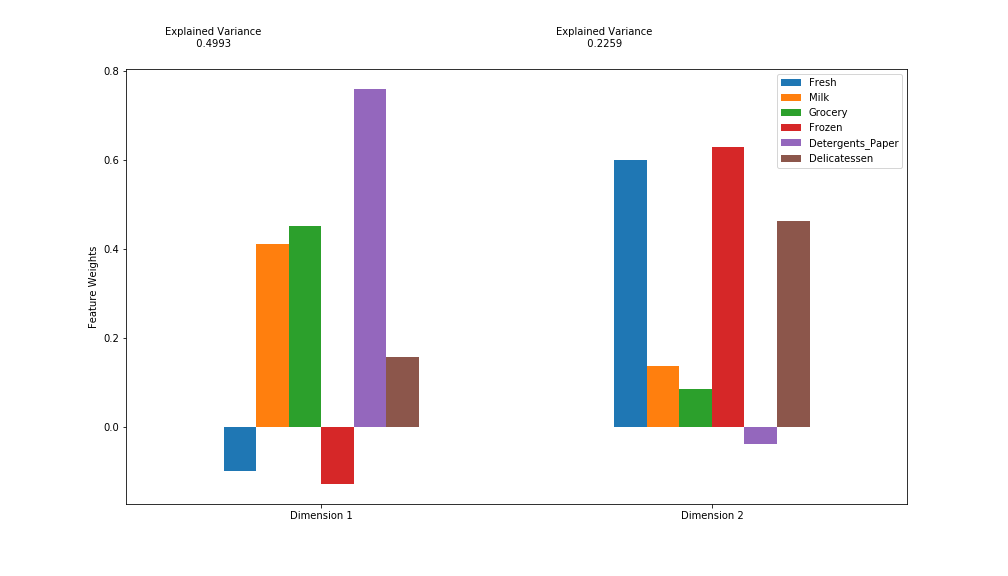 Explained Variance
0.4993
Explained Variance
0.2259
0.8
0.6
0.4
0.2
0.0
Feature Weights
Fresh
Milk
Grocery
Frozen
Detergents_Paper
Delicatessen
Dimension 1
Dimension 2